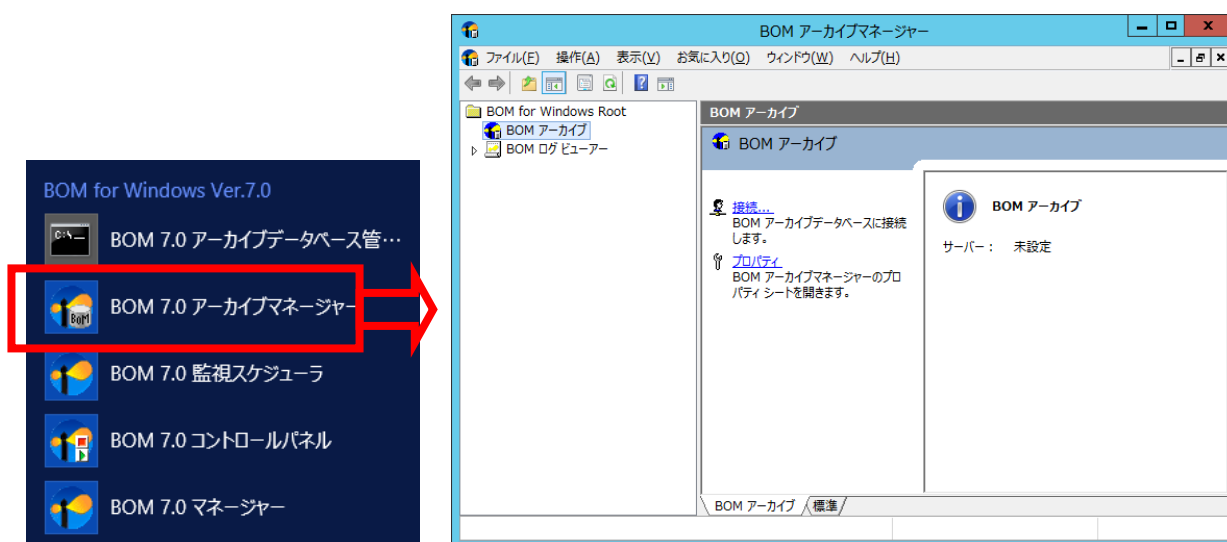 BOM for Windows Ver.7.0
BOM 7.0 アーカイブデータベース管…
BOM 7.0 アーカイブマネージャー
BOM 7.0 監視スケジューラ
BOM 7.0 コントロールパネル
BOM 7.0 マネージャー
BOM アーカイブマネージャー
ファイル(F) 操作(A) 表示(V) お気に入り(O) ウィンドウ(W) ヘルプ(H)
BOM for Windows Root
BOM アーカイブ
BOM ログ ビューアー
BOM アーカイブ
BOM アーカイブ
接続...
BOM アーカイブデータベースに接続
します。
プロパティ
BOM アーカイブマネージャーのプロ
パティ シートを開きます。
BOM アーカイブ
サーバー： 未設定
BOM アーカイブ 標準